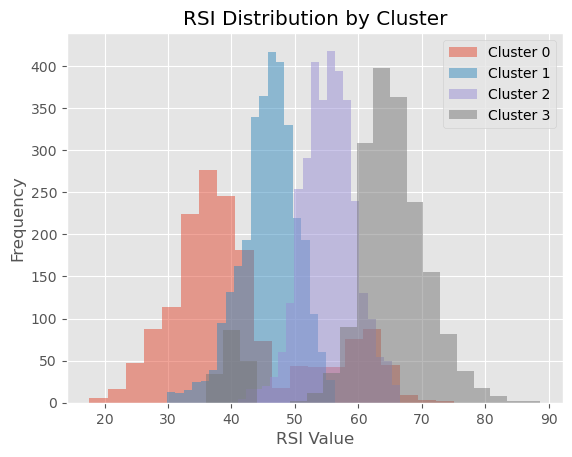 RSI Distribution by Cluster
Cluster 0
Cluster 1
Cluster 2
Cluster 3
Frequency
400
350
300
250
200
150
100
50
0
20 30 40 50 60 70 80 90
RSI Value